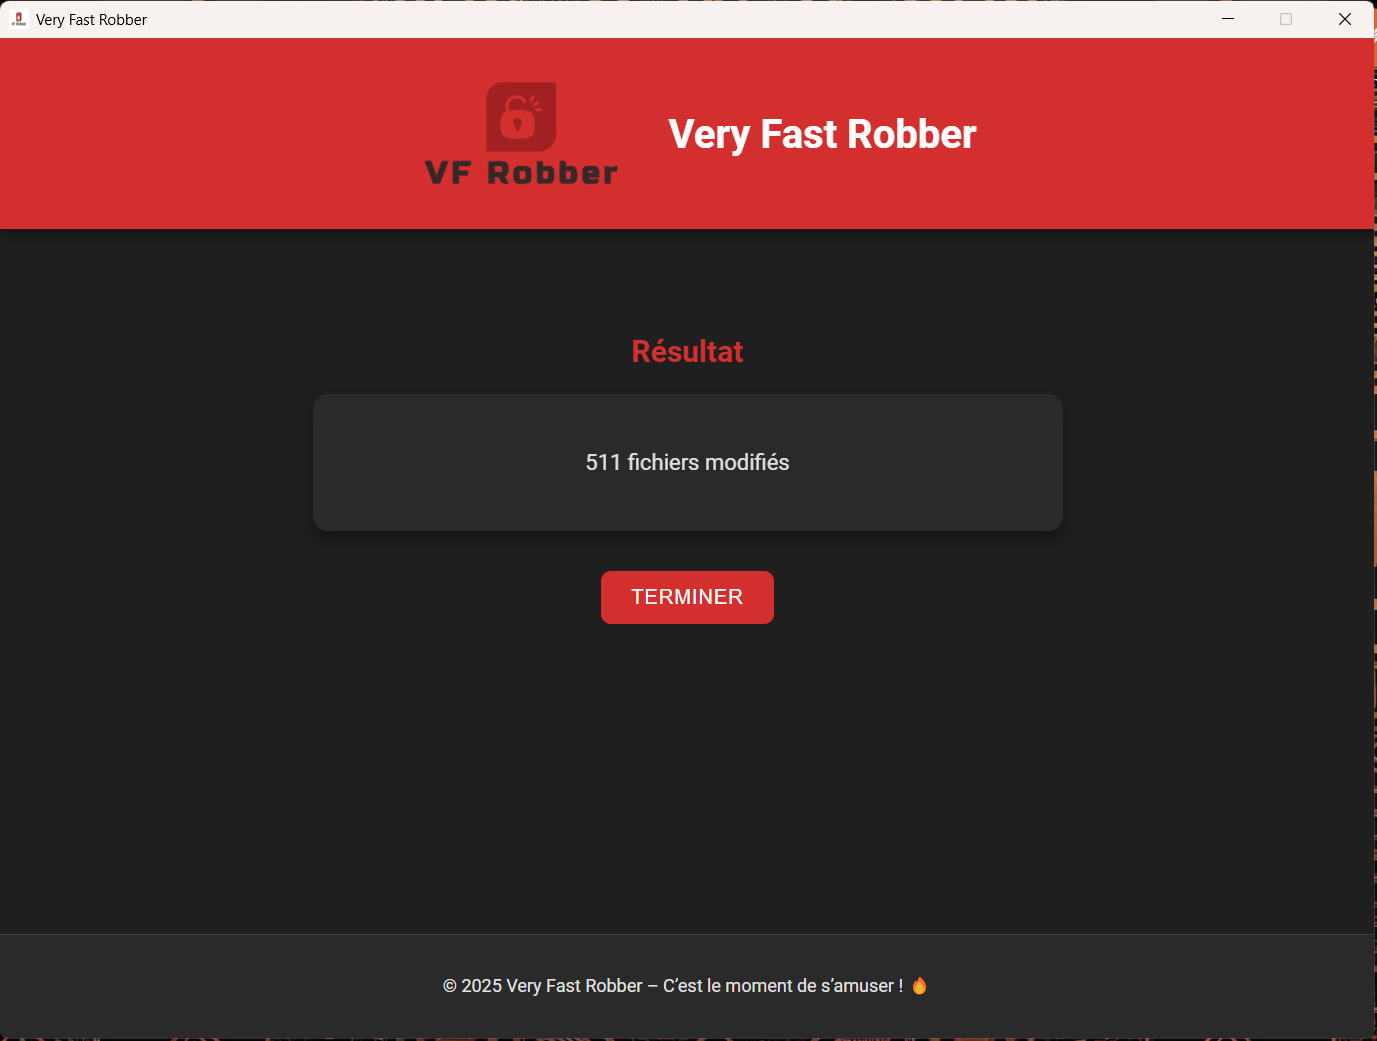 Very Fast Robber
VF Robber
Very Fast Robber
Résultat
511 fichiers modifiés
TERMINER
© 2025 Very Fast Robber – C’est le moment de s’amuser ! 🔥